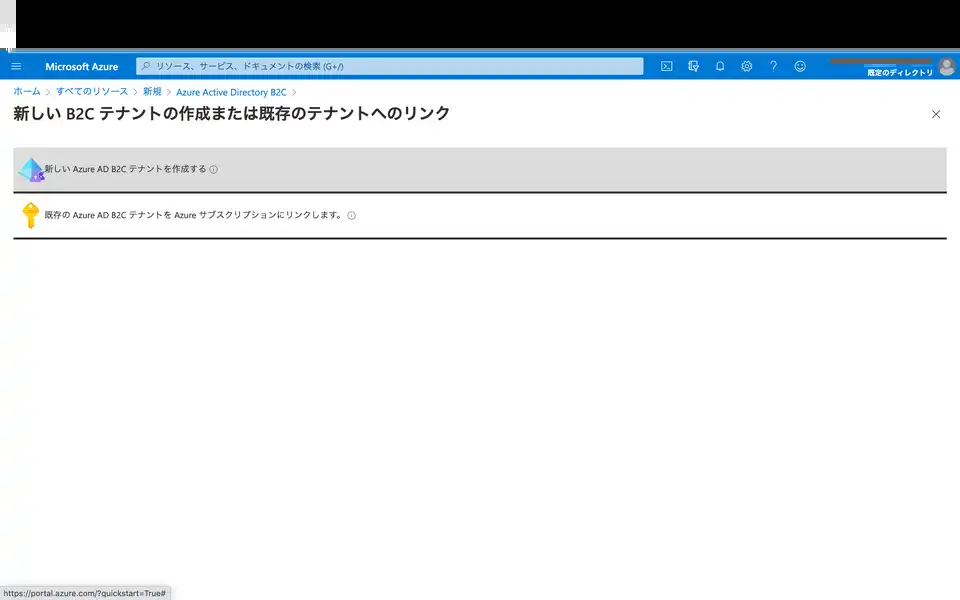 Microsoft Azure
リソース、サービス、ドキュメントの検索 (G+/)
既定のディレクトリ
ホーム > すべてのリソース > 新規 > Azure Active Directory B2C >
新しい B2C テナントの作成または既存のテナントへのリンク
新しい Azure AD B2C テナントを作成する
既存の Azure AD B2C テナントを Azure サブスクリプションにリンクします。
https://portal.azure.com/?quickstart=True#